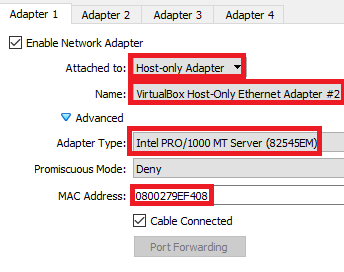 Adapter 1 Adapter 2 Adapter 3 Adapter 4
Enable Network Adapter
Attached to: Host-only Adapter
Name: VirtualBox Host-Only Ethernet Adapter #2
Advanced
Adapter Type: Intel PRO/1000 MT Server (82545EM)
Promiscuous Mode: Deny
MAC Address: 0800279EF408
Cable Connected
Port Forwarding